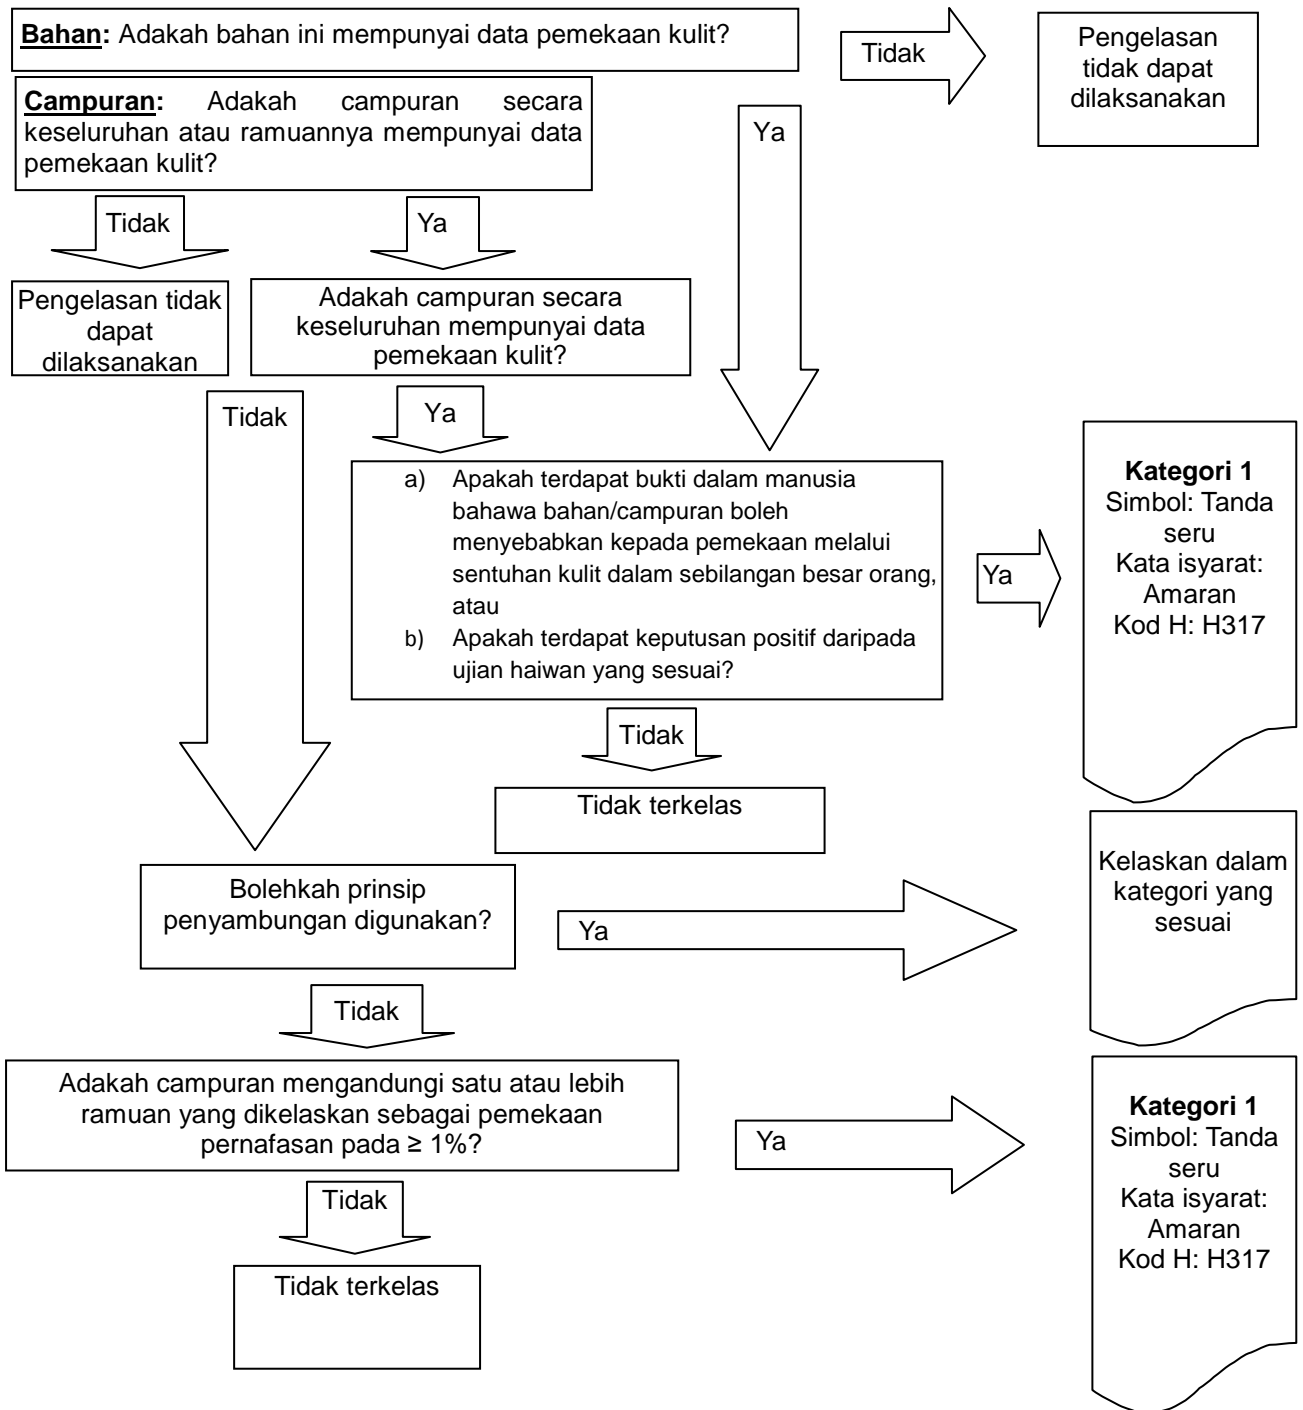 Bahan: Adakah bahan ini mempunyai data pemekaan kulit?
Tidak
Pengelasan
tidak dapat
dilaksanakan
Campuran: Adakah campuran secara
keseluruhan atau ramuannya mempunyai data
pemekaan kulit?
Ya
Tidak
Ya
Pengelasan tidak
dapat
dilaksanakan
Adakah campuran secara
keseluruhan mempunyai data
pemekaan kulit?
Tidak
Ya
a) Apakah terdapat bukti dalam manusia
bahawa bahan/campuran boleh
menyebabkan kepada pemekaan melalui
sentuhan kulit dalam sebilangan besar orang,
atau
b) Apakah terdapat keputusan positif daripada
ujian haiwan yang sesuai?
Ya
Kategori 1
Simbol: Tanda
seru
Kata isyarat:
Amaran
Kod H: H317
Tidak
Tidak terkelas
Bolehkah prinsip
penyambungan digunakan?
Ya
Kelaskan dalam
kategori yang
sesuai
Tidak
Adakah campuran mengandungi satu atau lebih
ramuan yang dikelaskan sebagai pemekaan
pernafasan pada ≥ 1%?
Ya
Kategori 1
Simbol: Tanda
seru
Kata isyarat:
Amaran
Kod H: H317
Tidak
Tidak terkelas